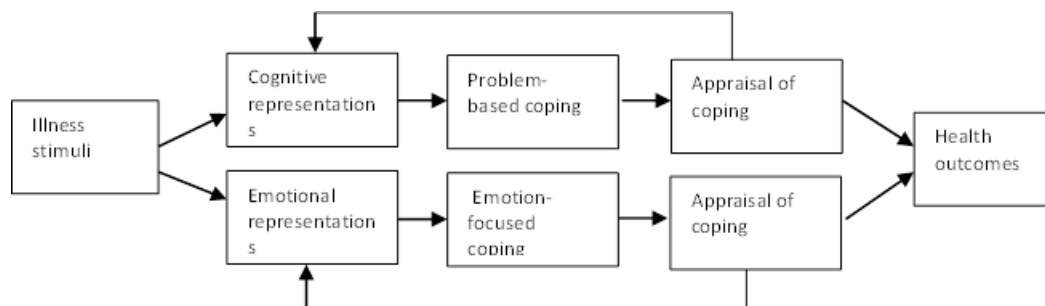 Illness
stimuli
Cognitive
representation
s
Problem-
based coping
Appraisal of
coping
Health
outcomes
Emotional
representation
s
Emotion-
focused
coping
Appraisal of
coping